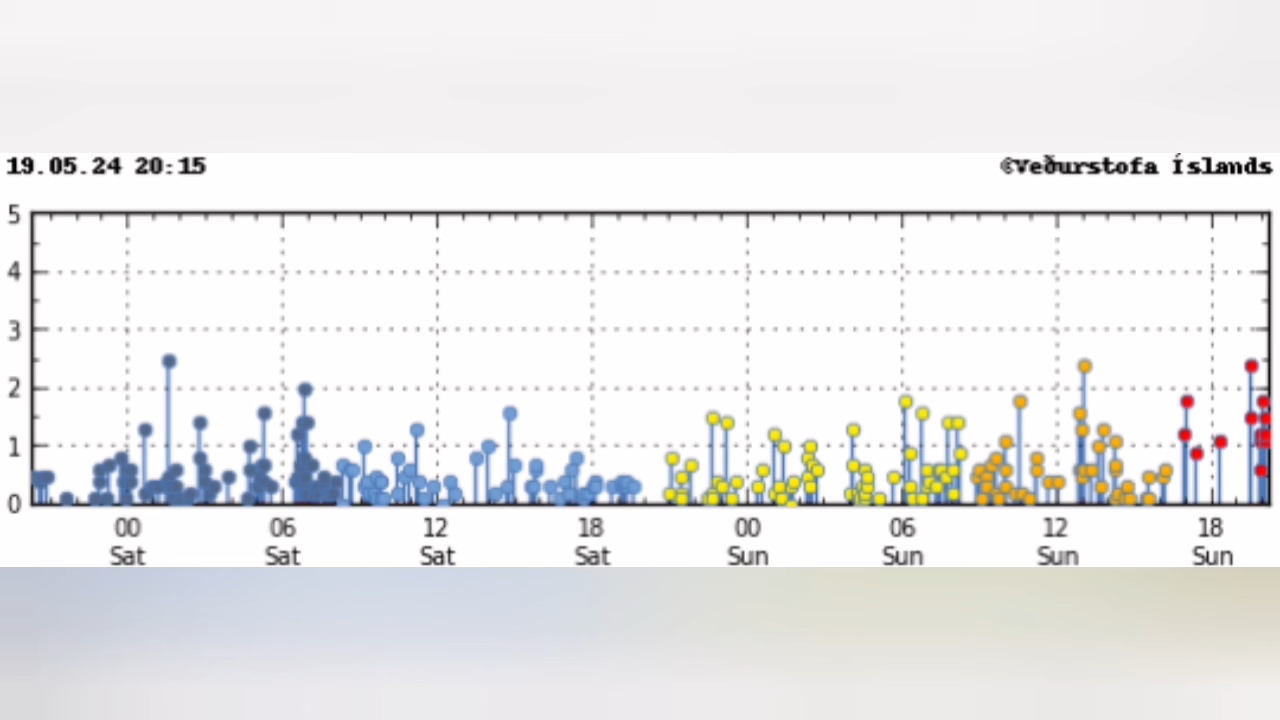 19.05.24 20:15 ©Veðurstofa Íslands
5
4
3
2
1
0
00 06 12 18 00 06 12 18
Sat Sat Sat Sat Sun Sun Sun Sun